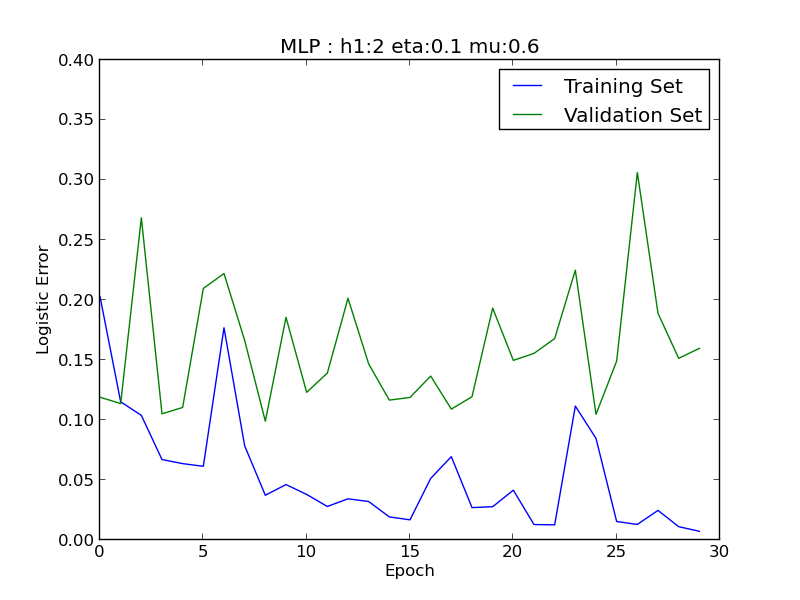 MLP : h1:2 eta:0.1 mu:0.6
0.40
0.35
0.30
0.25
0.20
0.15
0.10
0.05
0.00
Logistic Error
Training Set
Validation Set
0 5 10 15 20 25 30
Epoch